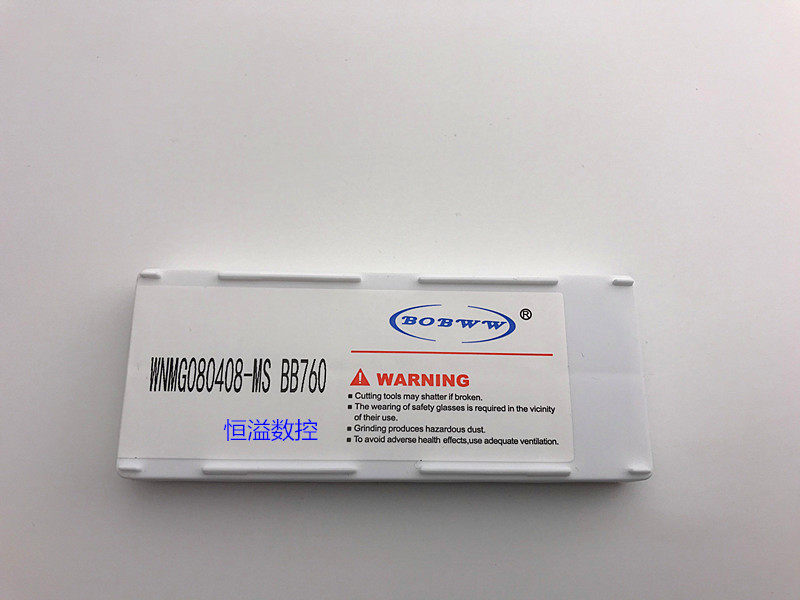 WNMG080408-MS BB760
恒溢数控
BOBWW®
WARNING
■ Cutting tools may shatter if broken.
■ The wearing of safety glasses is required in the vicinity
of their use.
■ Grinding produces hazardous dust.
■ To avoid adverse health effects,use adequate ventilation.